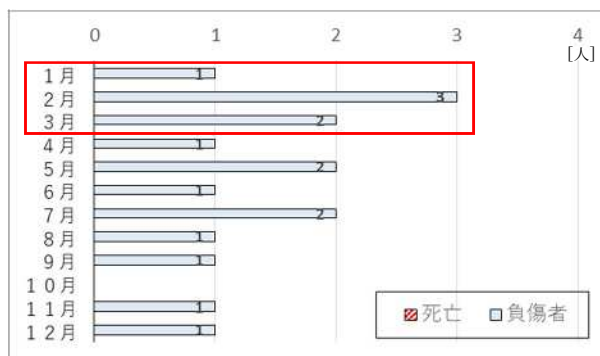 0 1 2 3 4
[人]
1月 1
2月 3
3月 2
4月 1
5月 2
6月 1
7月 2
8月 1
9月 1
10月
11月 1
12月 1
死亡 負傷者